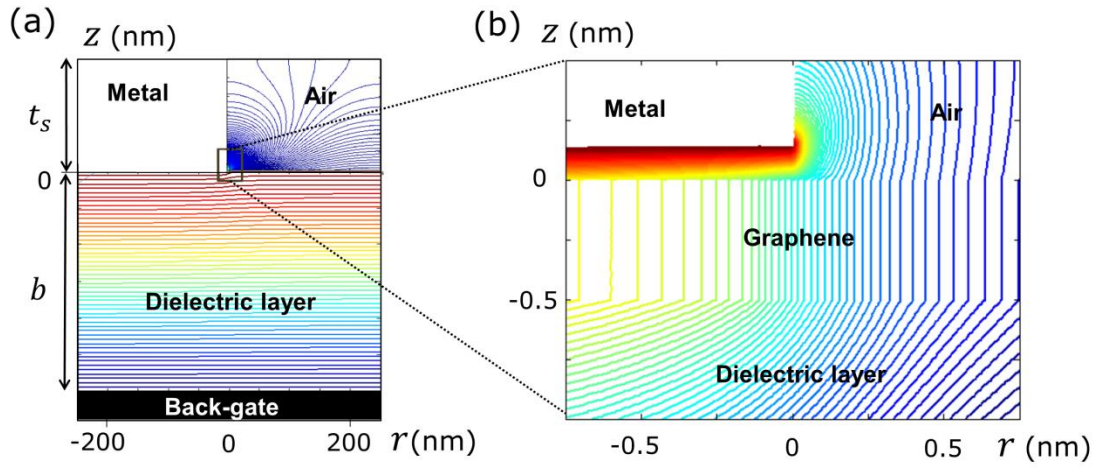 (a)
z (nm)
Metal
Air
t_s
0
b
Dielectric layer
Back-gate
-200
0
200
r (nm)
(b)
z (nm)
Metal
Air
0
Graphene
-0.5
Dielectric layer
-0.5
0
0.5
r (nm)